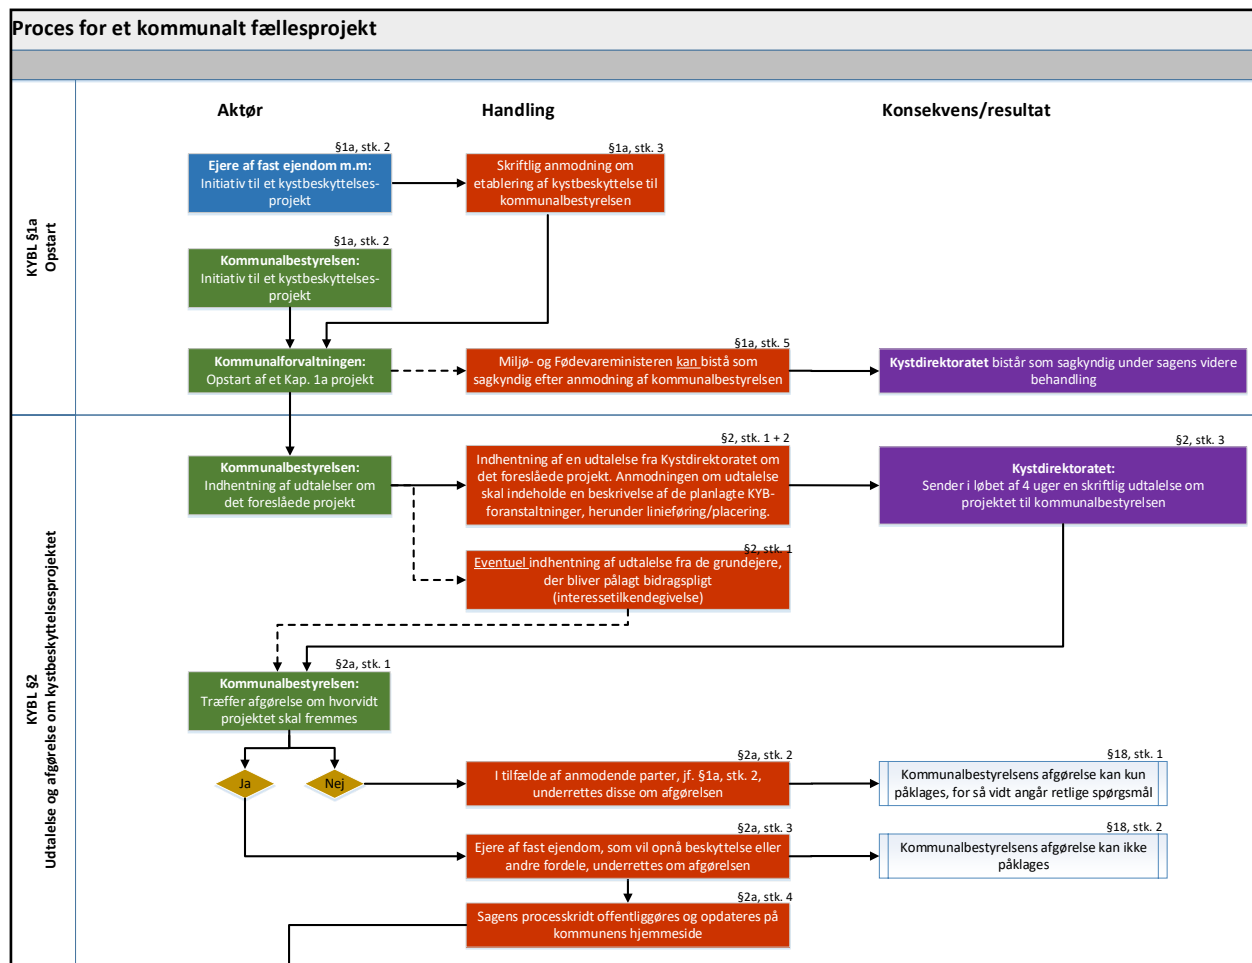 Proces for et kommunalt fællesprojekt
Aktør
Handling
Konsekvens/resultat
KYBL §1a
Opstart
§1a, stk. 2
Ejere af fast ejendom m.m:
Initiativ til et kystbeskyttelses-
projekt
§1a, stk. 3
Skriftlig anmodning om
etablering af kystbeskyttelse til
kommunalbestyrelsen
§1a, stk. 2
Kommunalbestyrelsen:
Initiativ til et kystbeskyttelses-
projekt
Kommunalforvaltningen:
Opstart af et Kap. 1a projekt
§1a, stk. 5
Miljø- og Fødevareministeren kan bistå som
sagkyndig efter anmodning af kommunalbestyrelsen
Kystdirektoratet bistår som sagkyndig under sagens videre
behandling
KYBL §2
Udtalelse og afgørelse om kystbeskyttelsesprojektet
Kommunalbestyrelsen:
Indhentning af udtalelser om
det foreslåede projekt
§2, stk. 1 + 2
Indhentning af en udtalelse fra Kystdirektoratet om
det foreslåede projekt. Anmodningen om udtalelse
skal indeholde en beskrivelse af de planlagte KYB-
foranstaltninger, herunder linieføring/placering.
§2, stk. 3
Kystdirektoratet:
Sender i løbet af 4 uger en skriftlig udtalelse om
projektet til kommunalbestyrelsen
§2, stk. 1
Eventuel indhentning af udtalelse fra de grundejere,
der bliver pålagt bidragspligt
(interessetilkendegivelse)
§2a, stk. 1
Kommunalbestyrelsen:
Træffer afgørelse om hvorvidt
projektet skal fremmes
Ja
Nej
§2a, stk. 2
I tilfælde af anmodende parter, jf. §1a, stk. 2,
underrettes disse om afgørelsen
§18, stk. 1
Kommunalbestyrelsens afgørelse kan kun
påklages, for så vidt angår retlige spørgsmål
§2a, stk. 3
Ejere af fast ejendom, som vil opnå beskyttelse eller
andre fordele, underrettes om afgørelsen
§18, stk. 2
Kommunalbestyrelsens afgørelse kan ikke
påklages
§2a, stk. 4
Sagens processkridt offentliggøres og opdateres på
kommunens hjemmeside